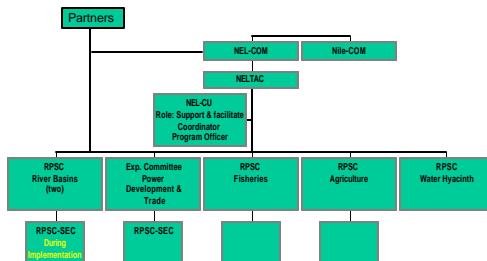 Partners
NEL-COM
Nile-COM
NELTAC
NEL-CU
Role: Support & facilitate
Coordinator
Program Officer
RPSC
River Basins
(two)
Exp. Committee
Power
Development &
Trade
RPSC
Fisheries
RPSC
Agriculture
RPSC
Water Hyacinth
RPSC-SEC
During
Implementation
RPSC-SEC